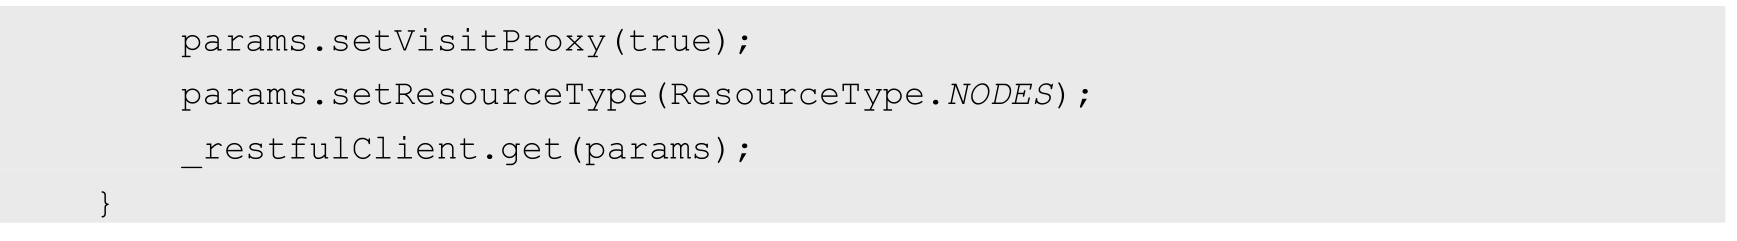 params.setVisitProxy(true);
params.setResourceType(ResourceType.NODES);
_restfulClient.get(params);
}